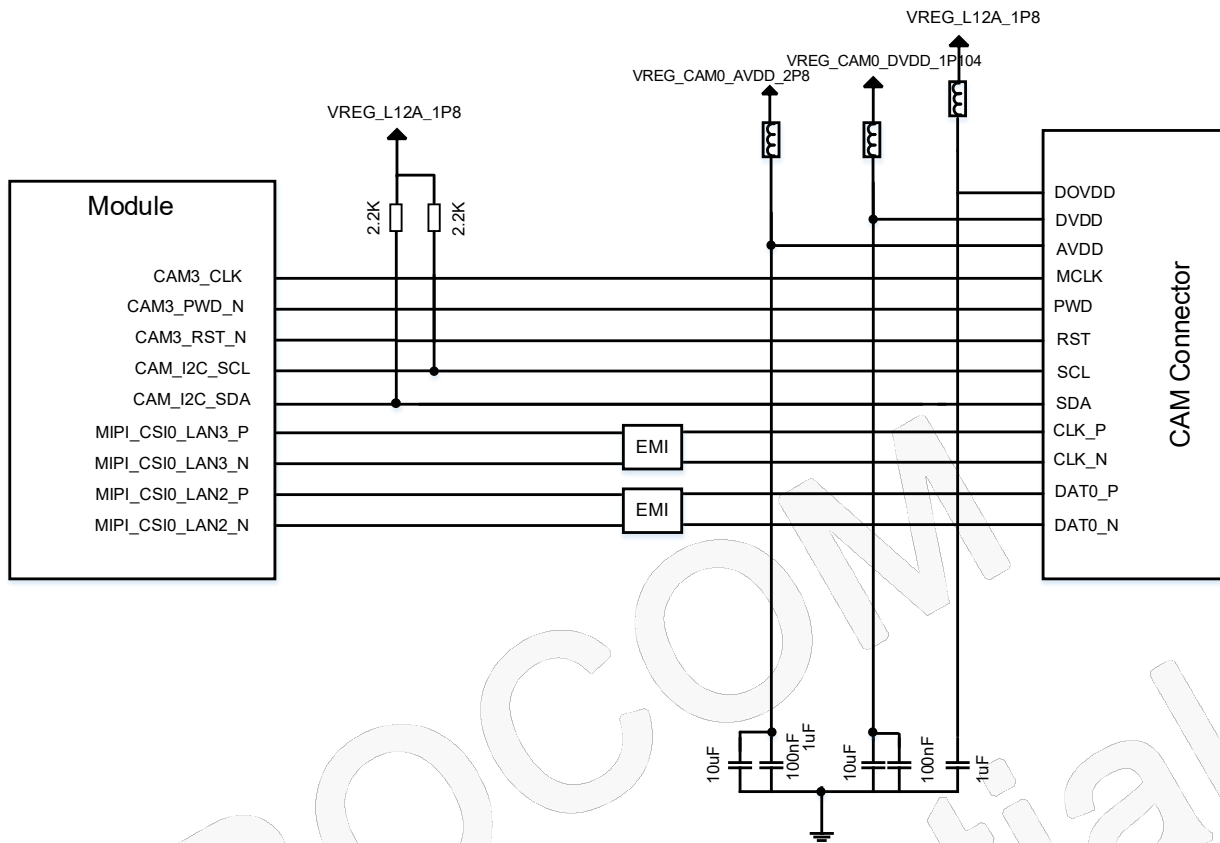 VREG_L12A_1P8
VREG_CAM0_DVDD_1P104
VREG_CAM0_AVDD_2P8
VREG_L12A_1P8
2.2K
2.2K
Module
CAM3_CLK
CAM3_PWD_N
CAM3_RST_N
CAM_I2C_SCL
CAM_I2C_SDA
MIPI_CSI0_LAN3_P
MIPI_CSI0_LAN3_N
MIPI_CSI0_LAN2_P
MIPI_CSI0_LAN2_N
EMI
EMI
DOVDD
DVDD
AVDD
MCLK
PWD
RST
SCL
SDA
CLK_P
CLK_N
DAT0_P
DAT0_N
CAM Connector
10uF
100nF
1uF
10uF
100nF
1uF